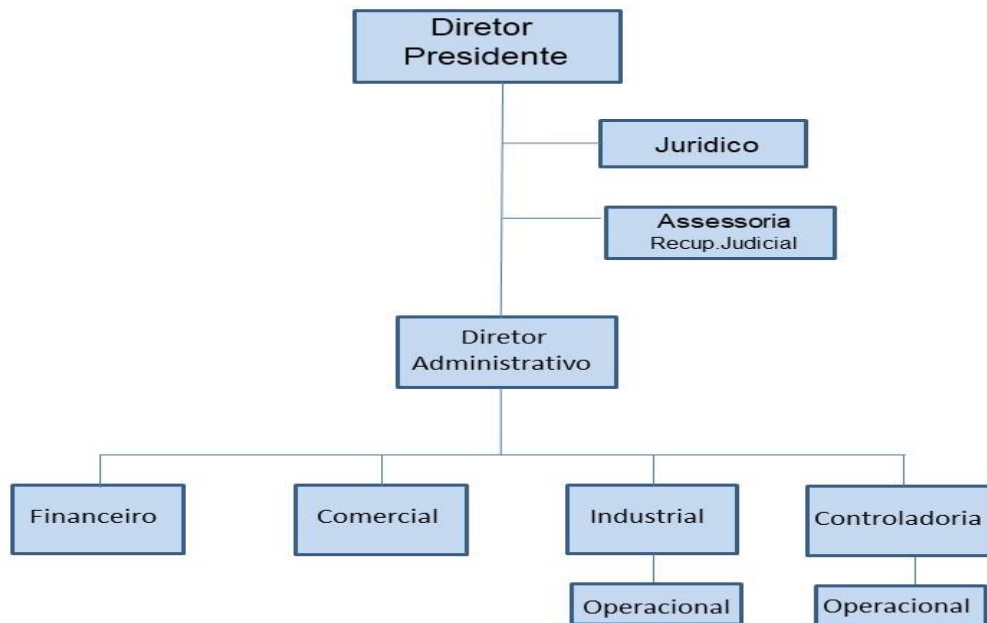 Diretor
Presidente
Juridico
Assessoria
Recup.Judicial
Diretor
Administrativo
Financeiro
Comercial
Industrial
Controladoria
Operacional
Operacional